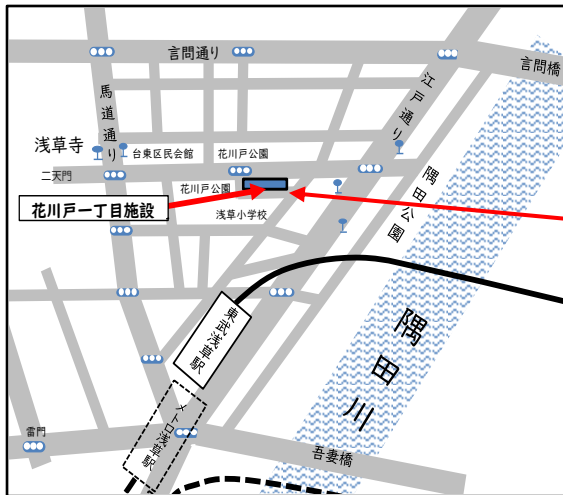 言問通り
言問橋
馬道通り
江戸通り
浅草寺
台東区民会館
花川戸公園
二天門
花川戸公園
隅田公園
花川戸一丁目施設
浅草小学校
東武浅草駅
隅田川
メトロ浅草駅
雷門
吾妻橋